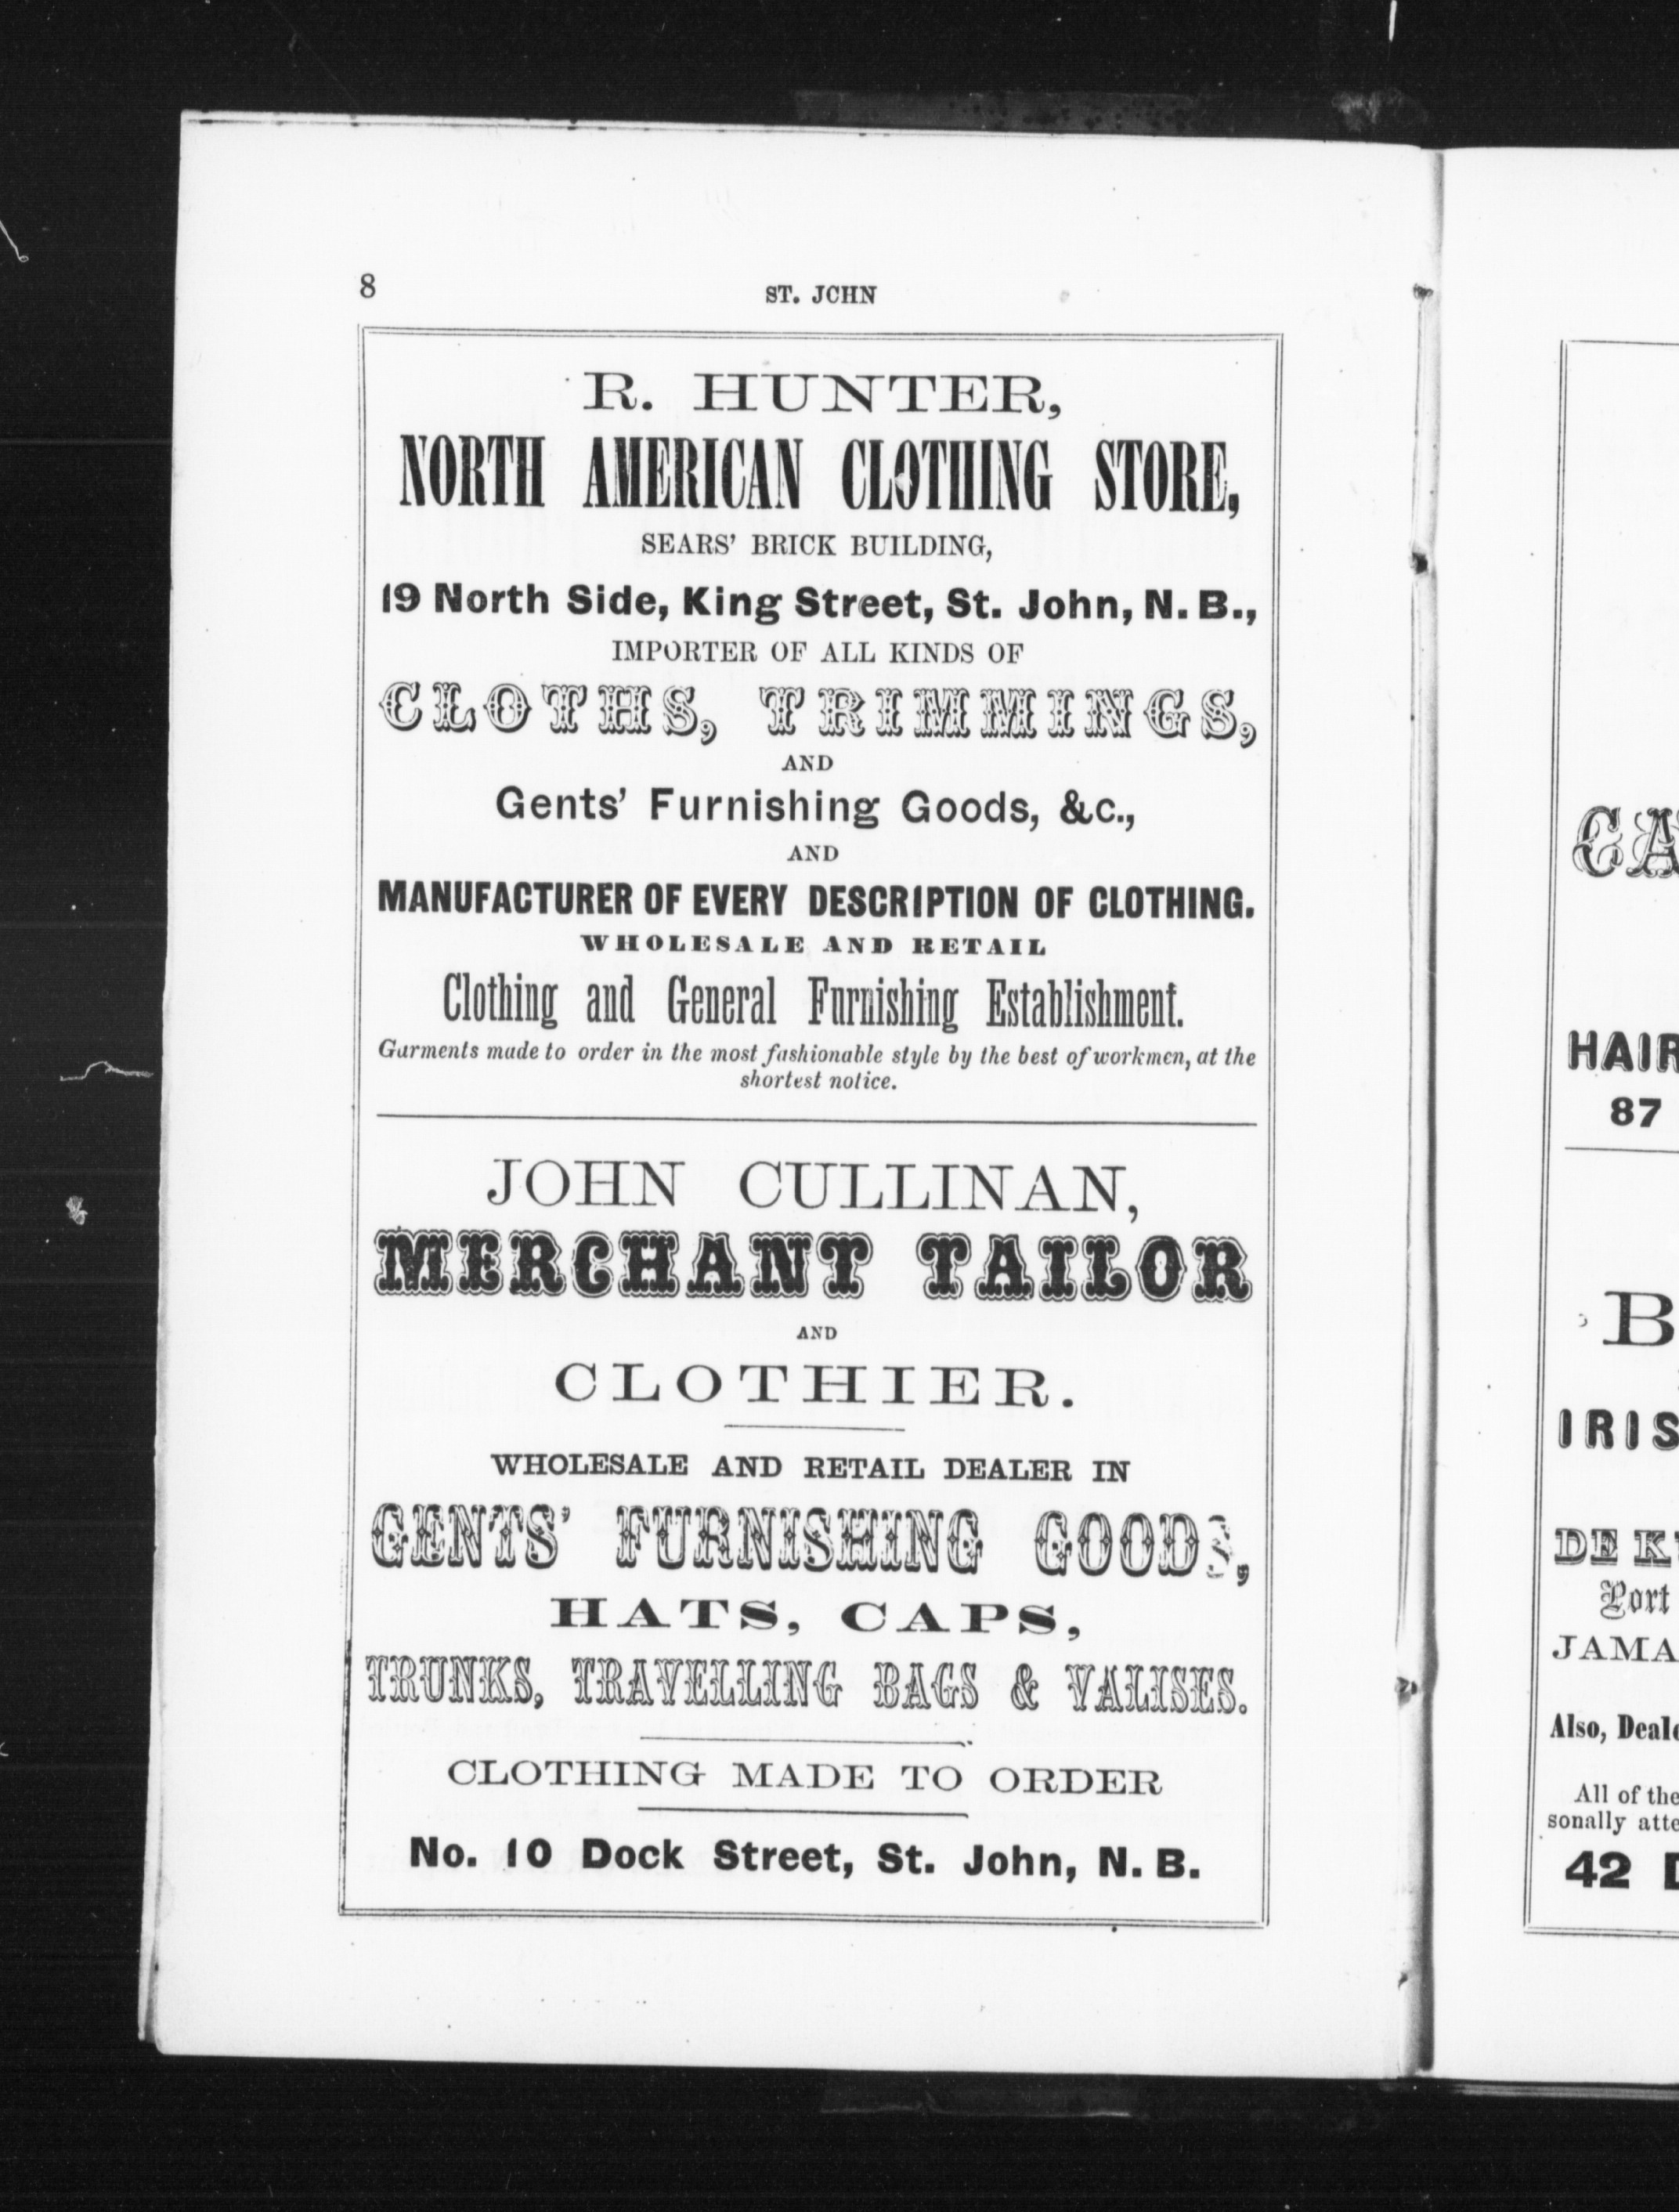 8
ST. JOHN
R. HUNTER,
NORTH AMERICAN CLOTHING STORE,
SEARS' BRICK BUILDING,
19 North Side, King Street, St. John, N. B.,
IMPORTER OF ALL KINDS OF
CLOTHS, TRIMMINGS,
AND
Gents' Furnishing Goods, &c.,
AND
MANUFACTURER OF EVERY DESCRIPTION OF CLOTHING.
WHOLESALE AND RETAIL
Clothing and General Furnishing Establishment.
Garments made to order in the most fashionable style by the best of workmen, at the
shortest notice.
JOHN CULLINAN,
MERCHANT TAILOR
AND
CLOTHIER.
WHOLESALE AND RETAIL DEALER IN
GENTS' FURNISHING GOODS,
HATS, CAPS,
TRUNKS, TRAVELLING BAGS & VALISES.
CLOTHING MADE TO ORDER
No. 10 Dock Street, St. John, N. B.
CA
HAIR
87
B
IRIS
DE K
Port
JAMA
Also, Deale
All of the
sonally atte
42 D